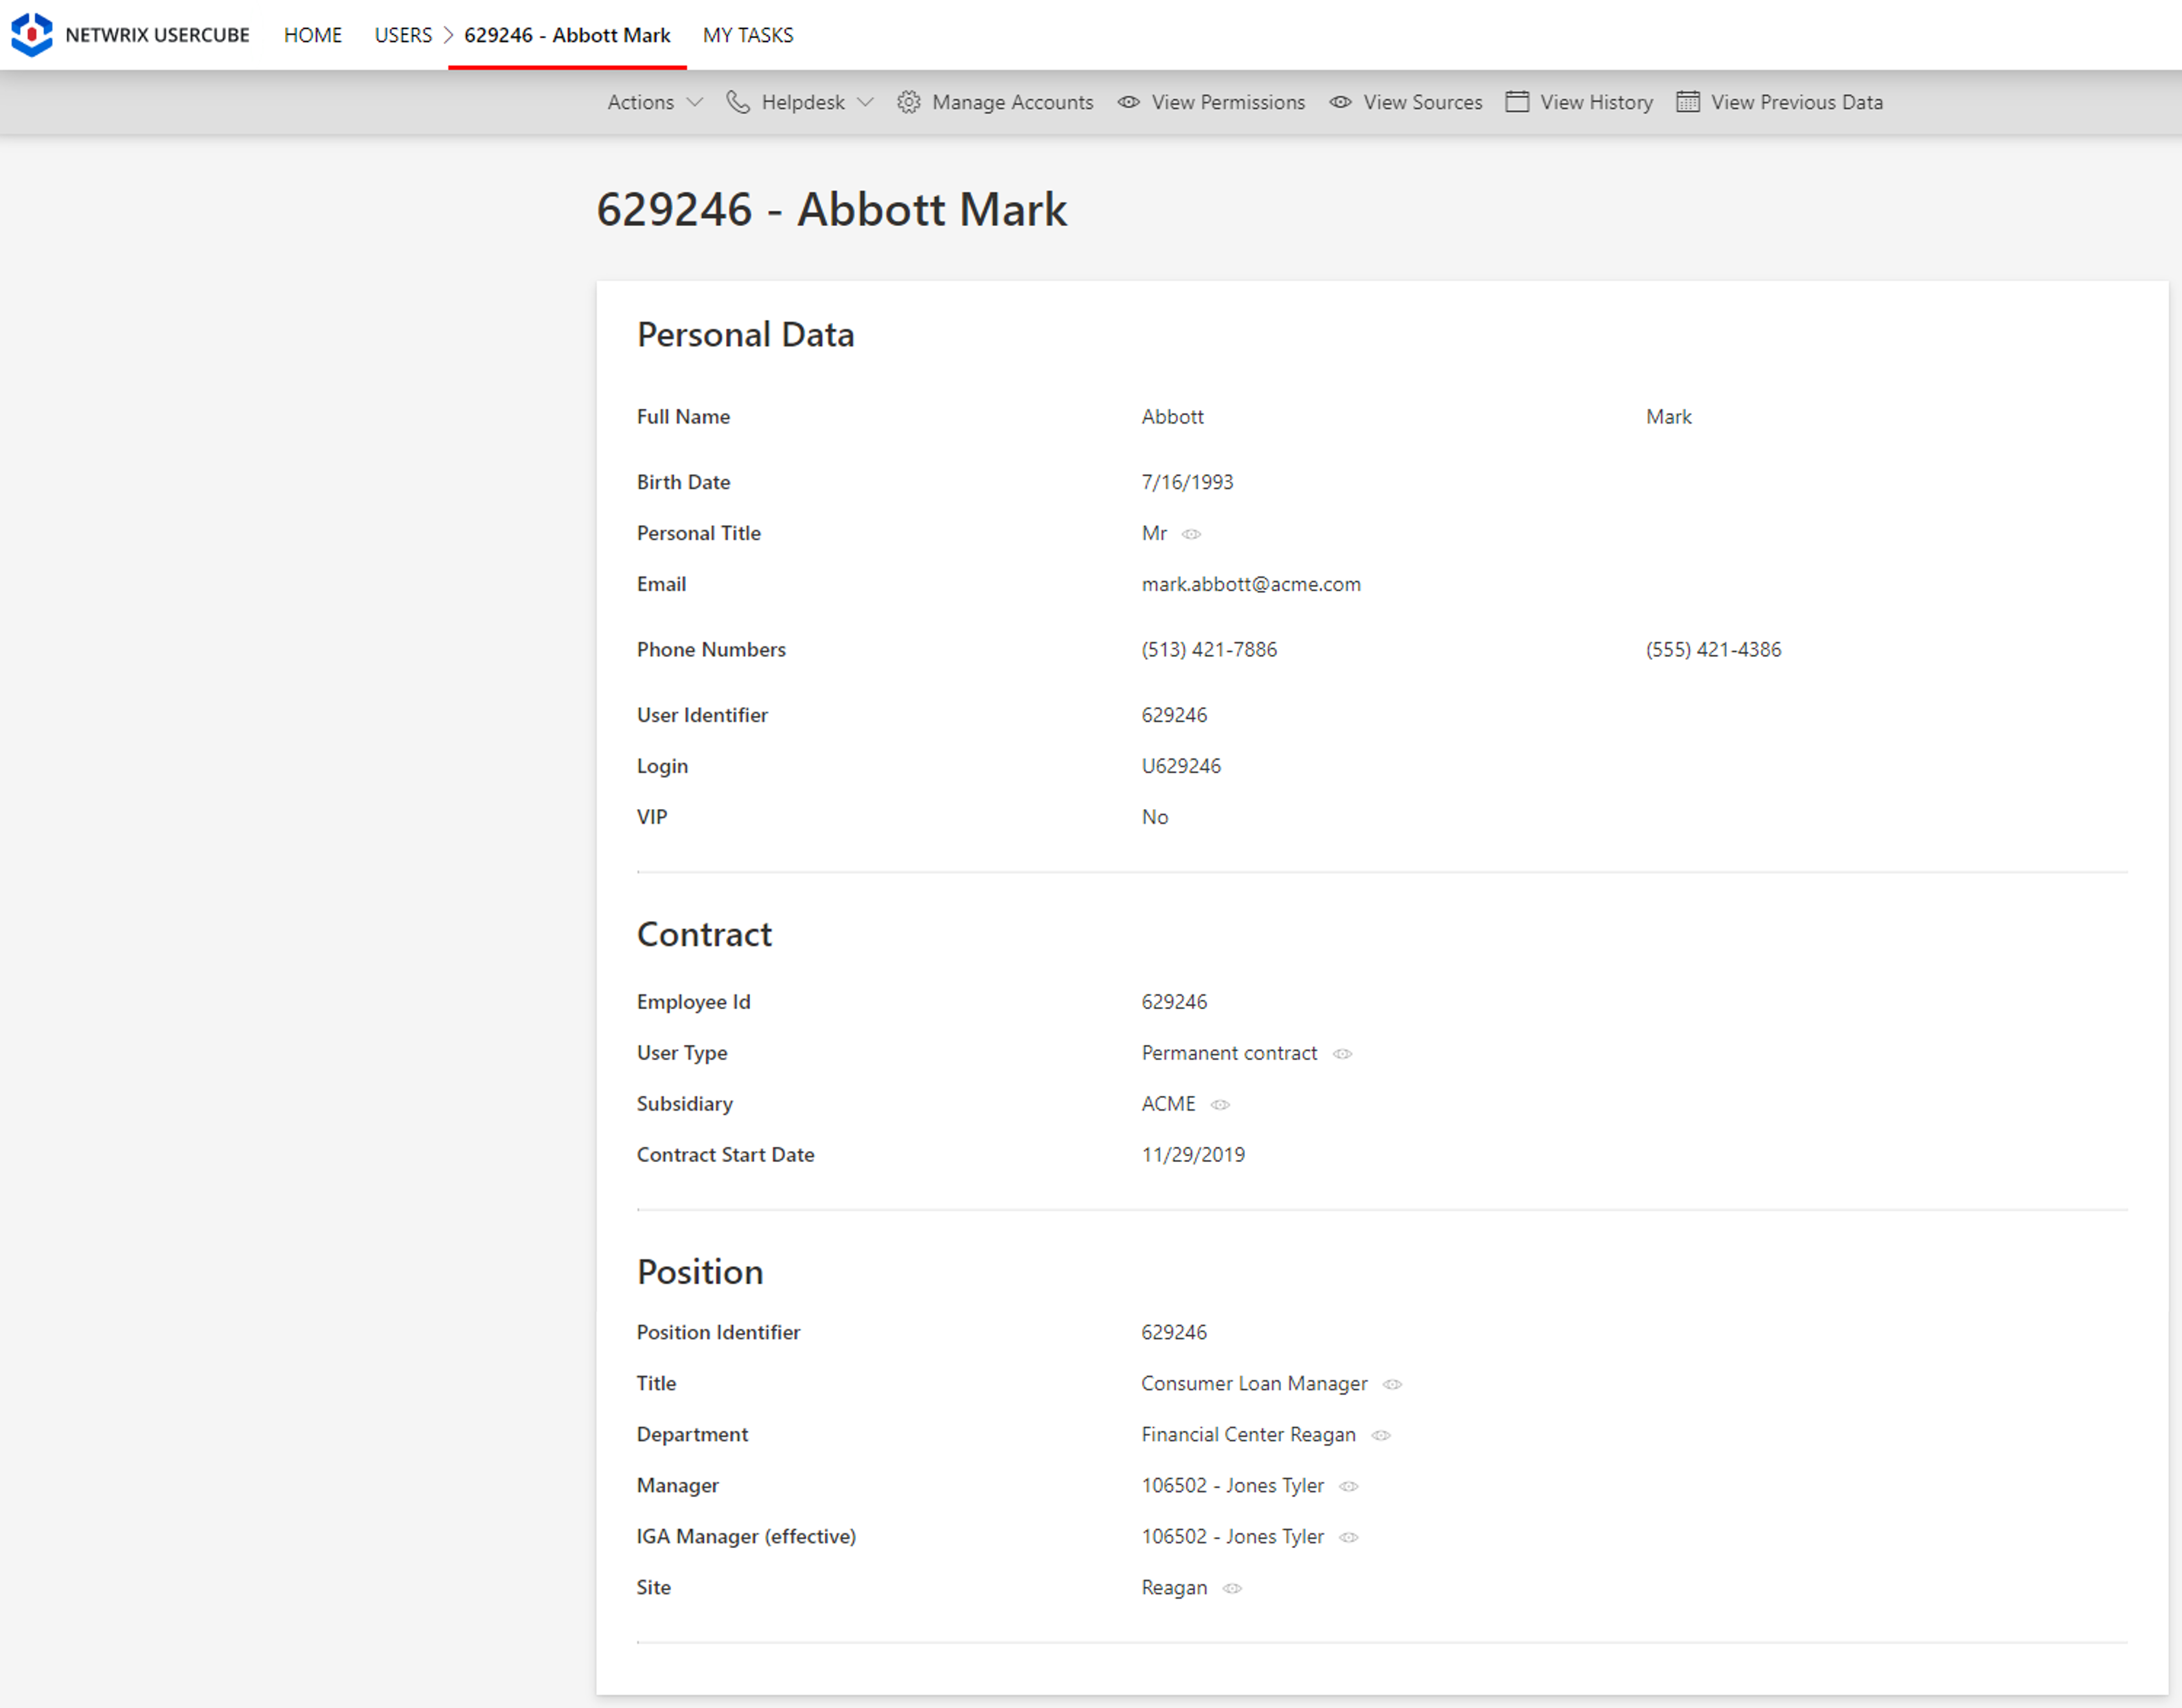 NETWRIX USERCUBE HOME USERS 629246 - Abbott Mark MY TASKS
Actions Helpdesk Manage Accounts View Permissions View Sources View History View Previous Data
629246 - Abbott Mark
Personal Data
Full Name Abbott Mark
Birth Date 7/16/1993
Personal Title Mr
Email mark.abbott@acme.com
Phone Numbers (513) 421-7886 (555) 421-4386
User Identifier 629246
Login U629246
VIP No
Contract
Employee Id 629246
User Type Permanent contract
Subsidiary ACME
Contract Start Date 11/29/2019
Position
Position Identifier 629246
Title Consumer Loan Manager
Department Financial Center Reagan
Manager 106502 - Jones Tyler
IGA Manager (effective) 106502 - Jones Tyler
Site Reagan